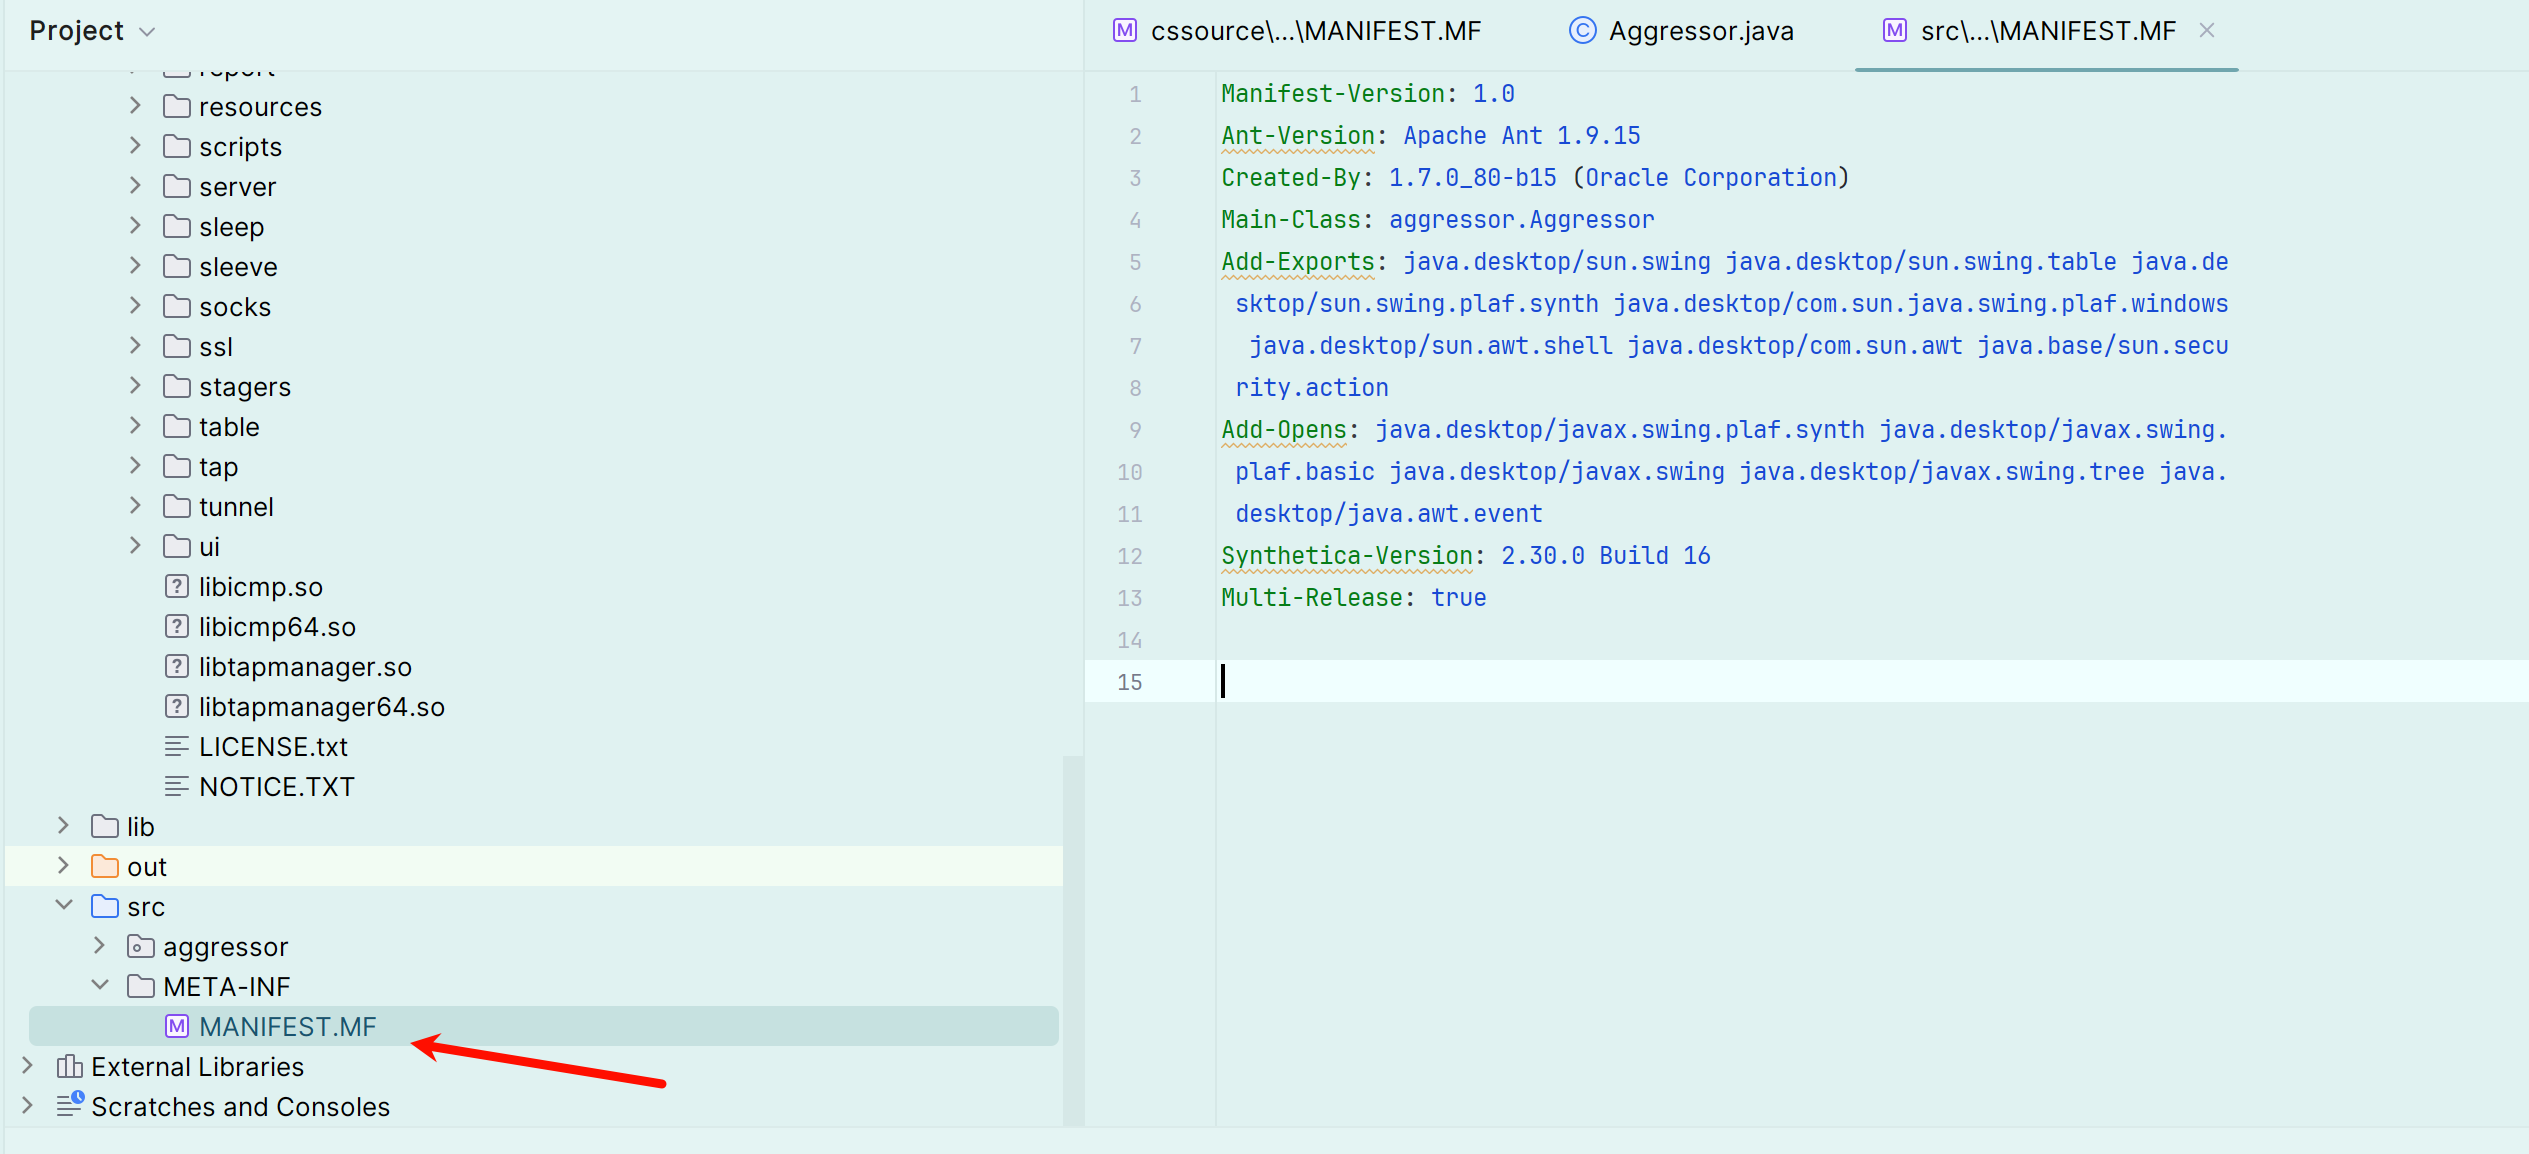 Project
report
resources
scripts
server
sleep
sleeve
socks
ssl
stagers
table
tap
tunnel
ui
libicmp.so
libicmp64.so
libtapmanager.so
libtapmanager64.so
LICENSE.txt
NOTICE.TXT
lib
out
src
aggressor
META-INF
MANIFEST.MF
External Libraries
Scratches and Consoles
cssource\...\MANIFEST.MF
Aggressor.java
src\...\MANIFEST.MF
1 Manifest-Version: 1.0
2 Ant-Version: Apache Ant 1.9.15
3 Created-By: 1.7.0_80-b15 (Oracle Corporation)
4 Main-Class: aggressor.Aggressor
5 Add-Exports: java.desktop/sun.swing java.desktop/sun.swing.table java.de
6 sktop/sun.swing.plaf.synth java.desktop/com.sun.java.swing.plaf.windows
7 java.desktop/sun.awt.shell java.desktop/com.sun.awt java.base/sun.secu
8 rity.action
9 Add-Opens: java.desktop/javax.swing.plaf.synth java.desktop/javax.swing.
10 plaf.basic java.desktop/javax.swing java.desktop/javax.swing.tree java.
11 desktop/java.awt.event
12 Synthetica-Version: 2.30.0 Build 16
13 Multi-Release: true
14
15